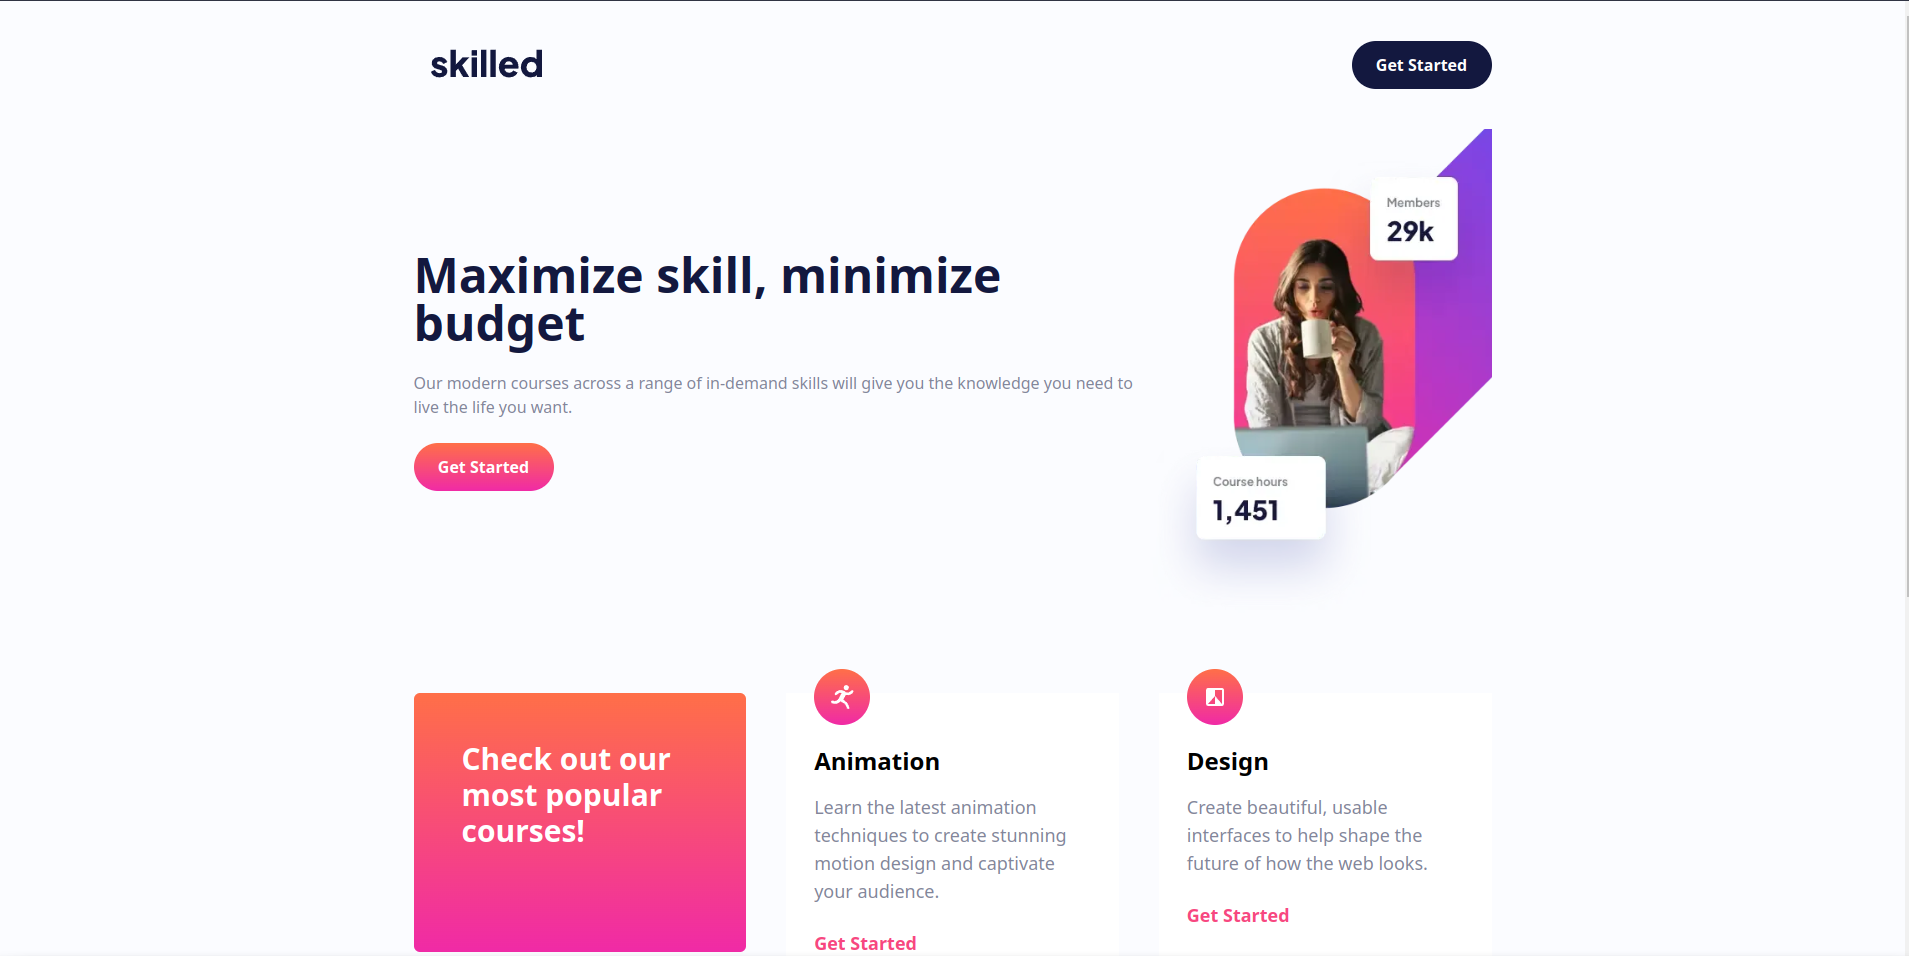 skilled
Get Started
Members
29k
Maximize skill, minimize
budget
Our modern courses across a range of in-demand skills will give you the knowledge you need to
live the life you want.
Get Started
Course hours
1,451
Check out our
most popular
courses!
Animation
Learn the latest animation
techniques to create stunning
motion design and captivate
your audience.
Get Started
Design
Create beautiful, usable
interfaces to help shape the
future of how the web looks.
Get Started